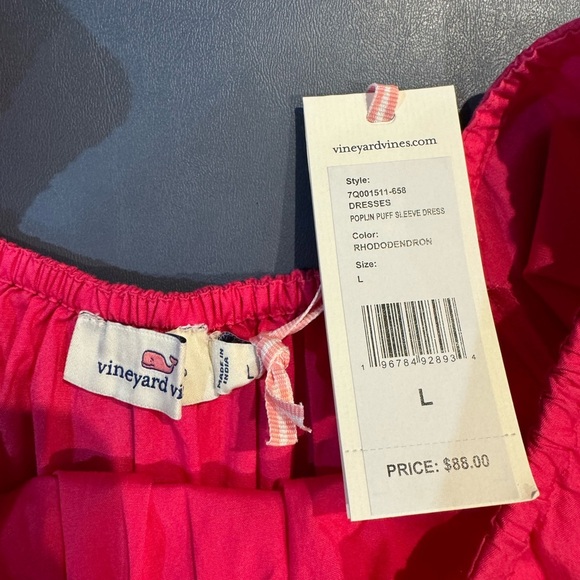 vineyardvines.com
Style:
7Q001511-658
DRESSES
POPLIN PUFF SLEEVE DRESS
Color:
RHODODENDRON
Size:
L
1 96784 92893 4
L
PRICE: $88.00
vineyard vi
MADE IN
INDIA
L